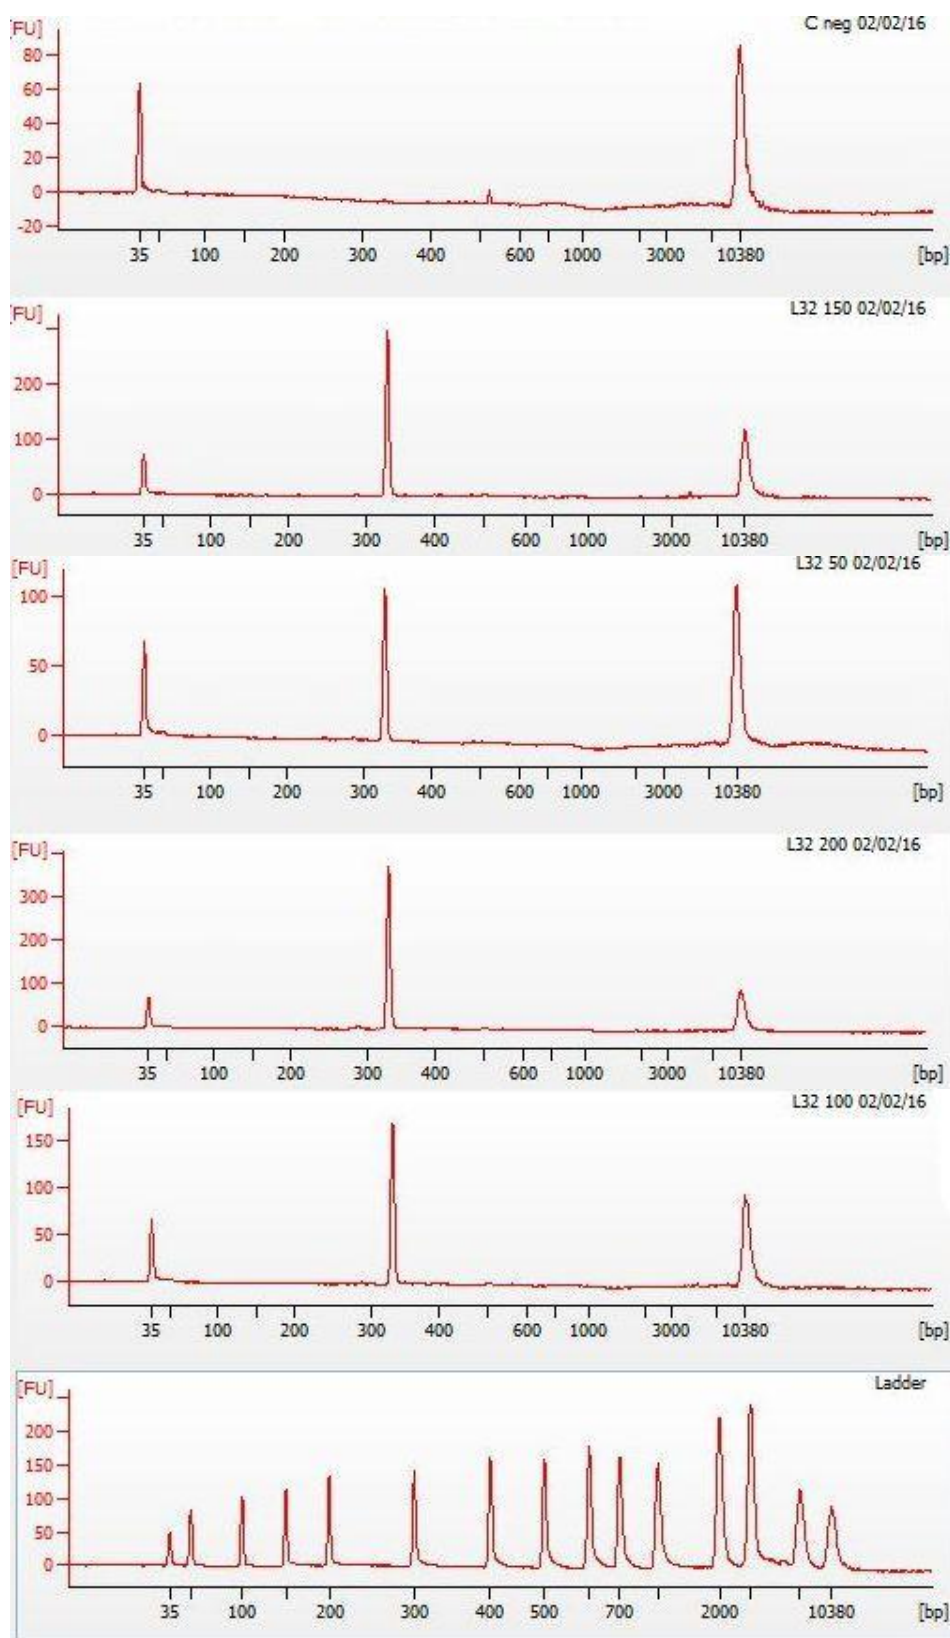 [FU] C neg 02/02/16
80
60
40
20
0
-20
35 100 200 300 400 600 1000 3000 10380 [bp]
[FU] L32 150 02/02/16
200
100
0
35 100 200 300 400 600 1000 3000 10380 [bp]
[FU] L32 50 02/02/16
100
50
0
35 100 200 300 400 600 1000 3000 10380 [bp]
[FU] L32 200 02/02/16
300
200
100
0
35 100 200 300 400 600 1000 3000 10380 [bp]
[FU] L32 100 02/02/16
150
100
50
0
35 100 200 300 400 600 1000 3000 10380 [bp]
[FU] Ladder
200
150
100
50
0
35 100 200 300 400 500 700 2000 10380 [bp]